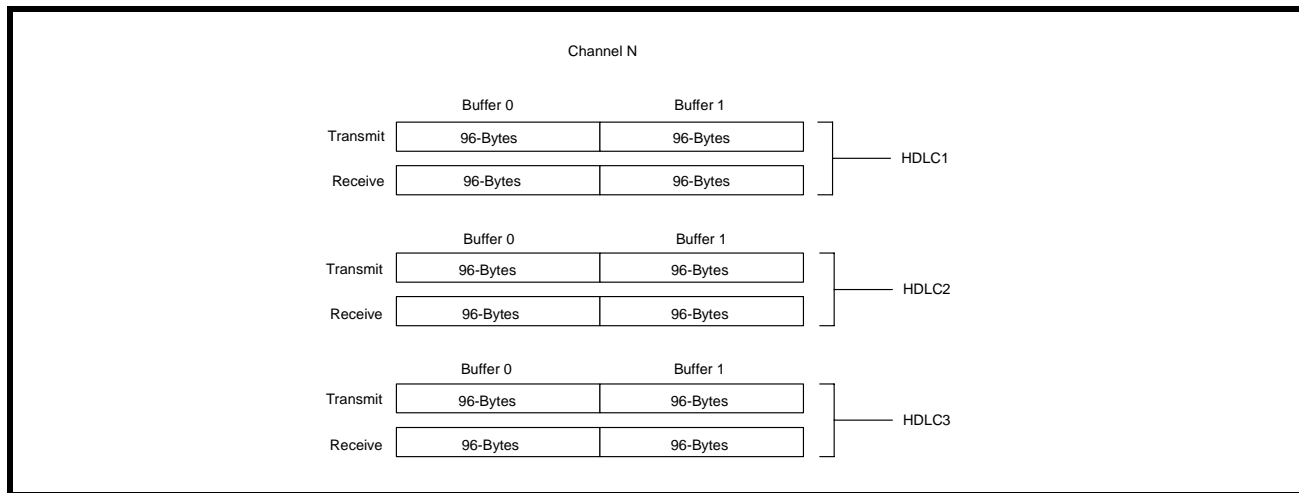 Channel N
Buffer 0 Buffer 1
Transmit 96-Bytes 96-Bytes
HDLC1
Receive 96-Bytes 96-Bytes
Buffer 0 Buffer 1
Transmit 96-Bytes 96-Bytes
HDLC2
Receive 96-Bytes 96-Bytes
Buffer 0 Buffer 1
Transmit 96-Bytes 96-Bytes
HDLC3
Receive 96-Bytes 96-Bytes